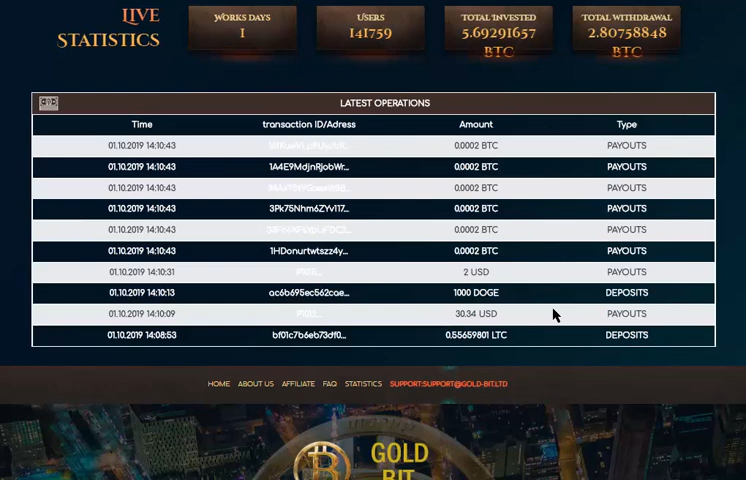 LIVE
STATISTICS
WORKS DAYS
1
USERS
141759
TOTAL INVESTED
5.69291657
BTC
TOTAL WITHDRAWAL
2.80758848
BTC
LATEST OPERATIONS
Time transaction ID/Adress Amount Type
01.10.2019 14:10:43 0.0002 BTC PAYOUTS
01.10.2019 14:10:43 1A4E9MdjnRjobWr... 0.0002 BTC PAYOUTS
01.10.2019 14:10:43 0.0002 BTC PAYOUTS
01.10.2019 14:10:43 3Pk75Nhm6ZYv117... 0.0002 BTC PAYOUTS
01.10.2019 14:10:43 0.0002 BTC PAYOUTS
01.10.2019 14:10:43 1HDonurtwtszz4y... 0.0002 BTC PAYOUTS
01.10.2019 14:10:31 2 USD PAYOUTS
01.10.2019 14:10:13 ac6b695ec562cae... 1000 DOGE DEPOSITS
01.10.2019 14:10:09 30.34 USD PAYOUTS
01.10.2019 14:08:53 bf01c7b6eb73df0... 0.55659801 LTC DEPOSITS
HOME ABOUT US AFFILIATE FAQ STATISTICS SUPPORT:SUPPORT@GOLD-BIT.LTD
GOLD
BIT